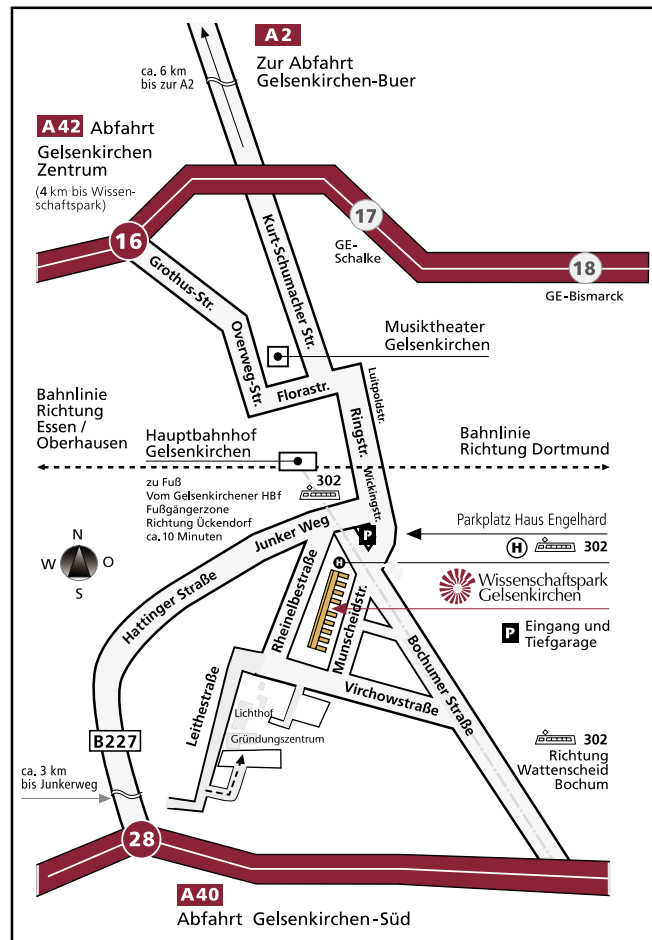 A2
Zur Abfahrt
Gelsenkirchen-Buer
ca. 6 km
bis zur A2
A42 Abfahrt
Gelsenkirchen
Zentrum
(4 km bis Wissen-
schaftspark)
16
17
GE-
Schalke
18
GE-Bismarck
Grothus-Str.
Kurt-Schumacher Str.
Overweg-Str.
Musiktheater
Gelsenkirchen
Florastr.
Luitpoldstr.
Ringstr.
Bahnlinie
Richtung
Essen /
Oberhausen
Hauptbahnhof
Gelsenkirchen
Bahnlinie
Richtung Dortmund
302
Wickingstr.
zu Fuß
Vom Gelsenkirchener HBf
Fußgängerzone
Richtung Ückendorf
ca. 10 Minuten
Parkplatz Haus Engelhard
H 302
P
Junker Weg
N
W O
S
H
Wissenschaftspark
Gelsenkirchen
P Eingang und
Tiefgarage
Hattinger Straße
Rheinelbestraße
Munscheidstr.
Bochumer Straße
Virchowstraße
Leithestraße
Lichthof
Gründungszentrum
B227
302
Richtung
Wattenscheid
Bochum
ca. 3 km
bis Junkerweg
28
A40
Abfahrt Gelsenkirchen-Süd